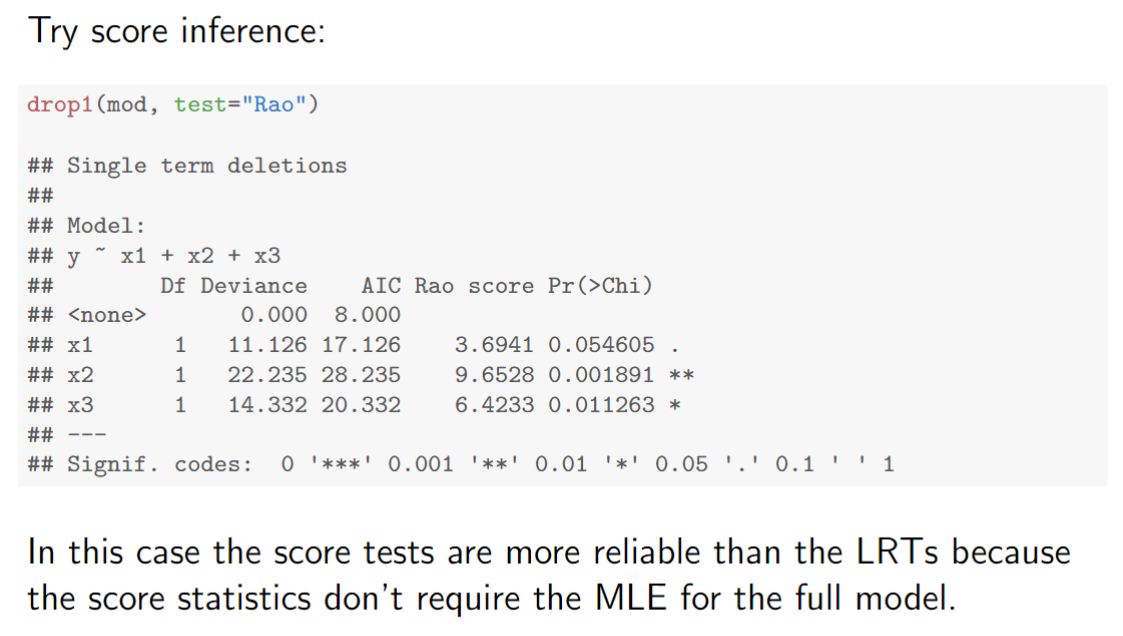 Try score inference:
drop1(mod, test="Rao")
## Single term deletions
##
## Model:
## y ~ x1 + x2 + x3
##        Df Deviance    AIC Rao score Pr(>Chi)
## <none>       0.000  8.000
## x1      1   11.126 17.126    3.6941 0.054605 .
## x2      1   22.235 28.235    9.6528 0.001891 **
## x3      1   14.332 20.332    6.4233 0.011263 *
## ---
## Signif. codes:  0 '***' 0.001 '**' 0.01 '*' 0.05 '.' 0.1 ' ' 1
In this case the score tests are more reliable than the LRTs because
the score statistics don't require the MLE for the full model.